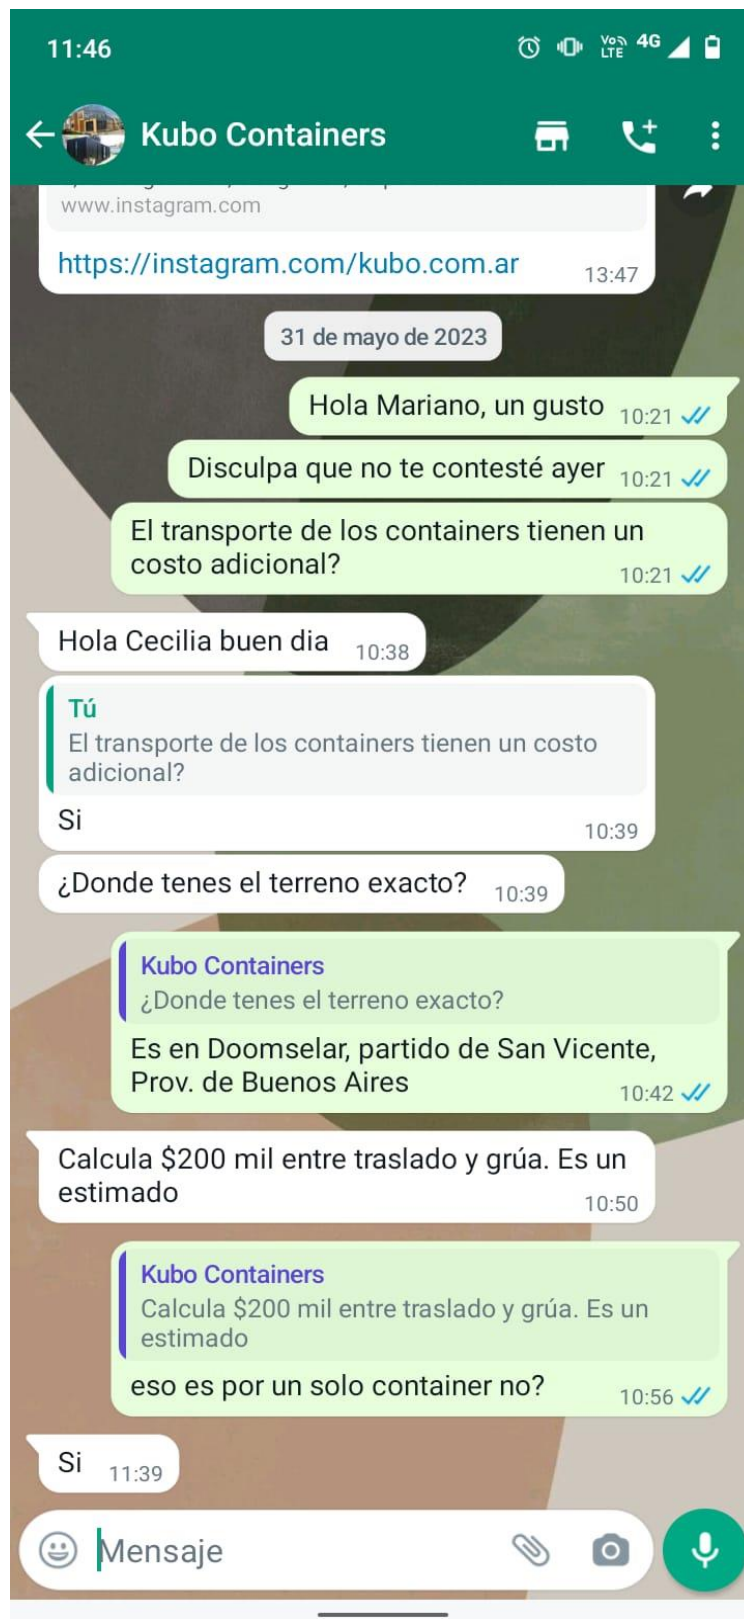 11:46
Vo LTE 4G
Kubo Containers
www.instagram.com
https://instagram.com/kubo.com.ar 13:47
31 de mayo de 2023
Hola Mariano, un gusto 10:21
Disculpa que no te contesté ayer 10:21
El transporte de los containers tienen un
costo adicional?
10:21
Hola Cecilia buen dia 10:38
Tú
El transporte de los containers tienen un costo
adicional?
Si
10:39
¿Donde tenes el terreno exacto? 10:39
Kubo Containers
¿Donde tenes el terreno exacto?
Es en Doomselar, partido de San Vicente,
Prov. de Buenos Aires
10:42
Calcula $200 mil entre traslado y grúa. Es un
estimado
10:50
Kubo Containers
Calcula $200 mil entre traslado y grúa. Es un
estimado
eso es por un solo container no? 10:56
Si 11:39
Mensaje